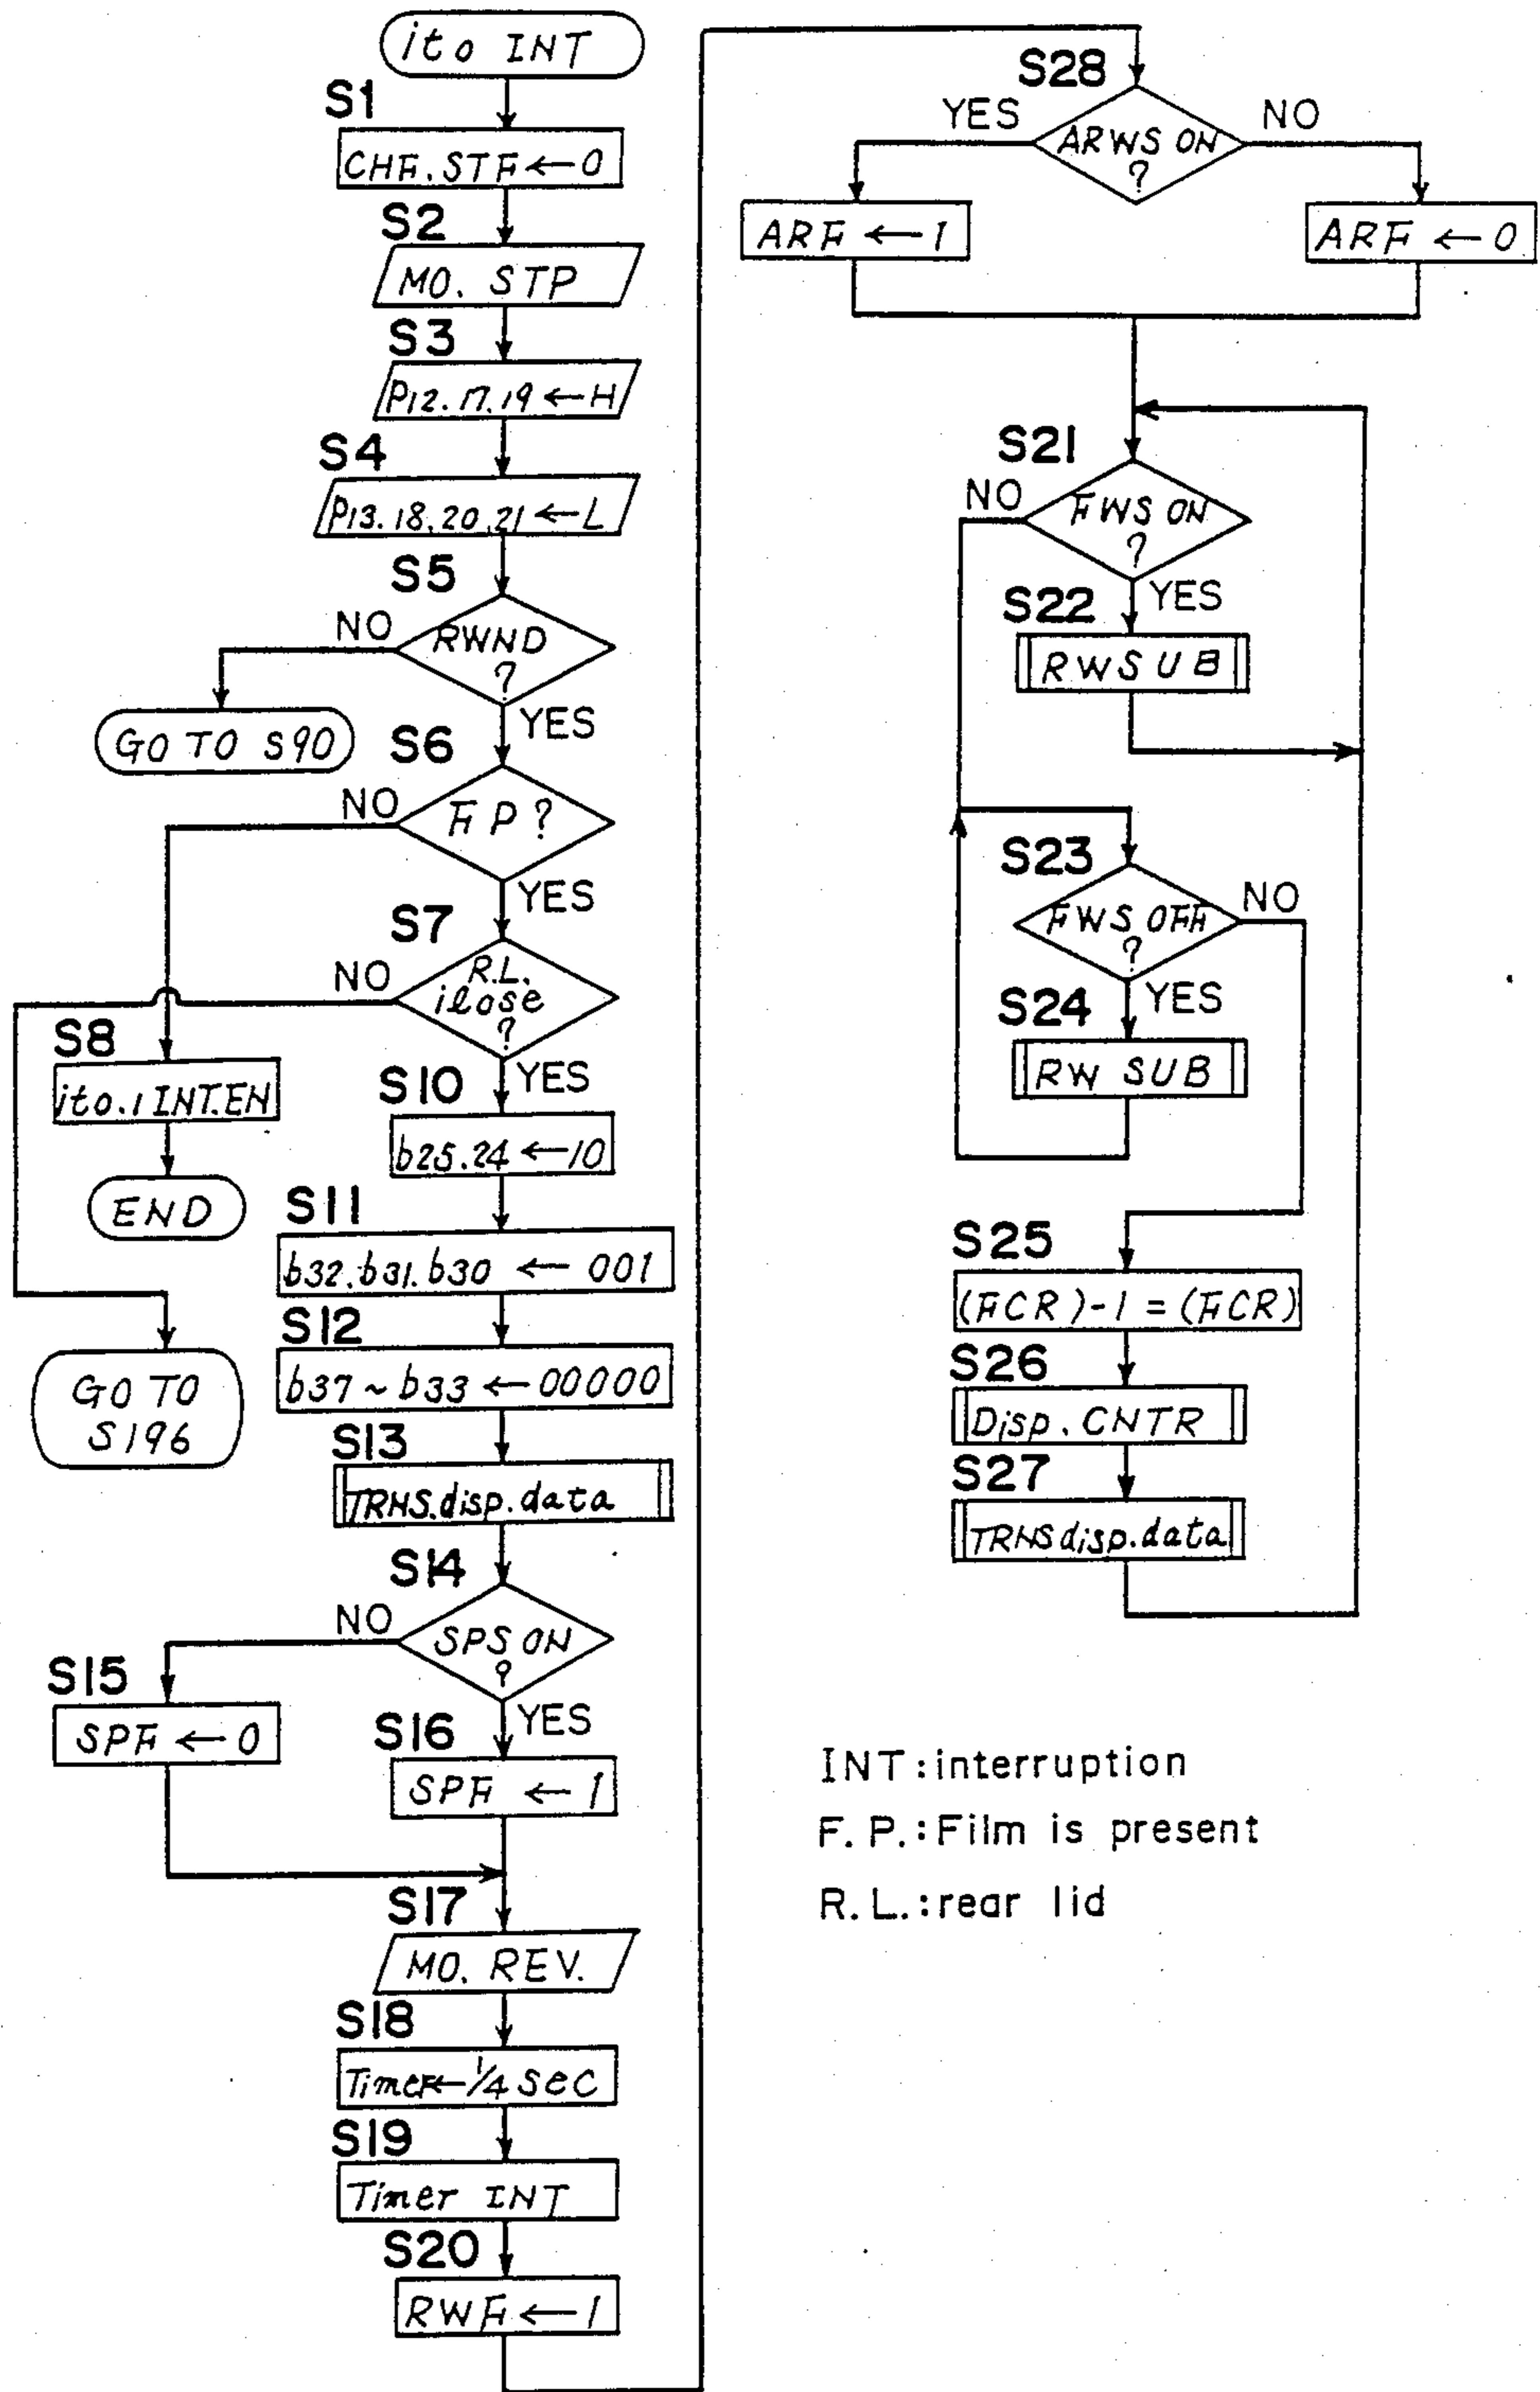 ito INT
S1
CHF.STF←0
S2
MO. STP
S3
P12.17.19←H
S4
P13.18.20.21←L
S5
RWND
?
NO
YES
GO TO S90
S6
FP?
NO
YES
S7
R.L.
ilose
?
NO
YES
S8
ito.1 INT.EN
END
GO TO
S196
S10
b25.24←10
S11
b32.b31.b30 ← 001
S12
b37~b33←00000
S13
TRNS.disp.data
S14
SPS ON
?
NO
YES
S15
SPF ← 0
S16
SPF ← 1
S17
MO. REV.
S18
Timer←1/4 sec
S19
Timer INT
S20
RWF←1
S28
ARWS ON
?
YES
NO
ARF ← 1
ARF ← 0
S21
FWS ON
?
NO
YES
S22
RWSUB
S23
FWS OFF
?
NO
YES
S24
RW SUB
S25
(FCR)-1=(FCR)
S26
Disp.CNTR
S27
TRNSdisp.data
INT:interruption
F.P.:Film is present
R.L.:rear lid